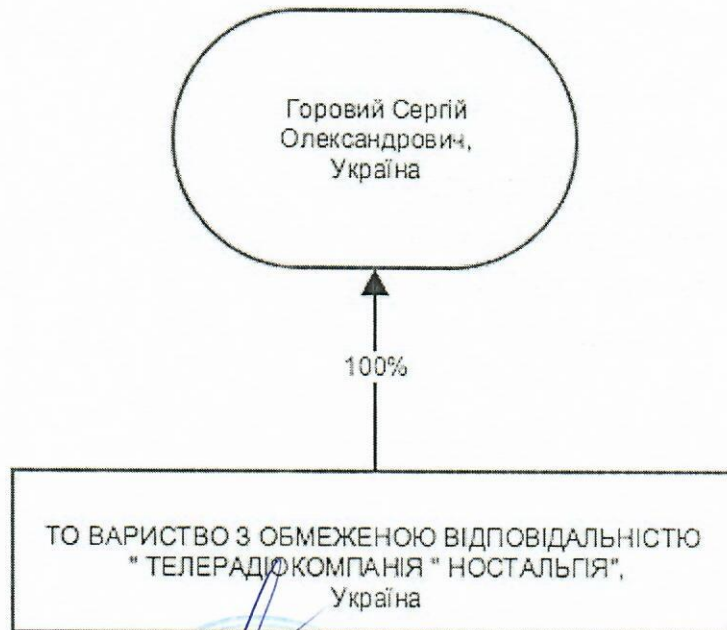 Горовий Сергій
Олександрович,
Україна
100%
ТО ВАРИСТВО З ОБМЕЖЕНОЮ ВІДПОВІДАЛЬНІСТЮ
" ТЕЛЕРАДІОКОМПАНІЯ " НОСТАЛЬГІЯ",
Україна